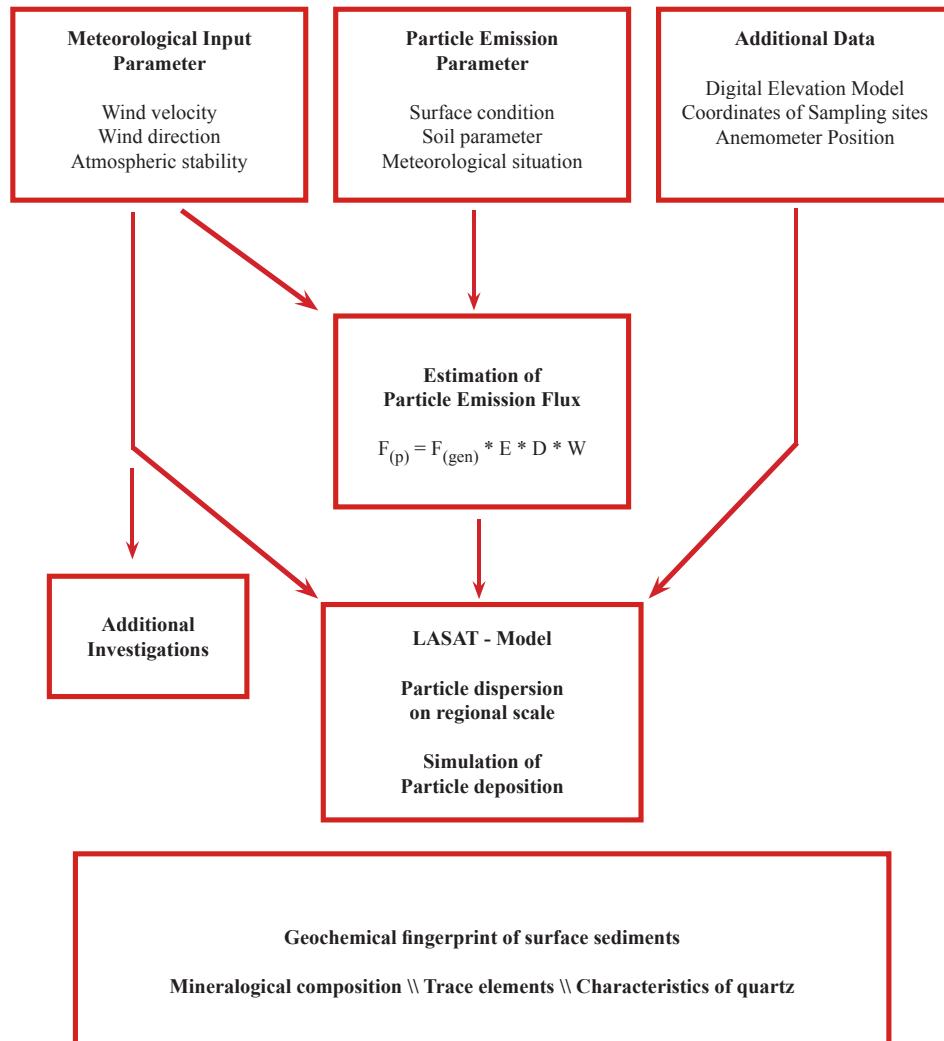 Meteorological Input
Parameter
Wind velocity
Wind direction
Atmospheric stability
Particle Emission
Parameter
Surface condition
Soil parameter
Meteorological situation
Additional Data
Digital Elevation Model
Coordinates of Sampling sites
Anemometer Position
Estimation of
Particle Emission Flux
F(p) = F(gen) * E * D * W
Additional
Investigations
LASAT - Model
Particle dispersion
on regional scale
Simulation of
Particle deposition
Geochemical fingerprint of surface sediments
Mineralogical composition \\ Trace elements \\ Characteristics of quartz